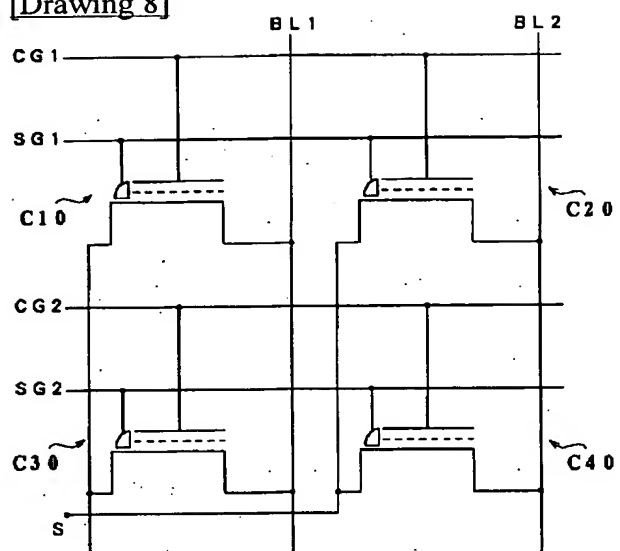 [Drawing 8]
BL1 BL2
CG1
SG1
C10 C20
CG2
SG2
C30 C40
S